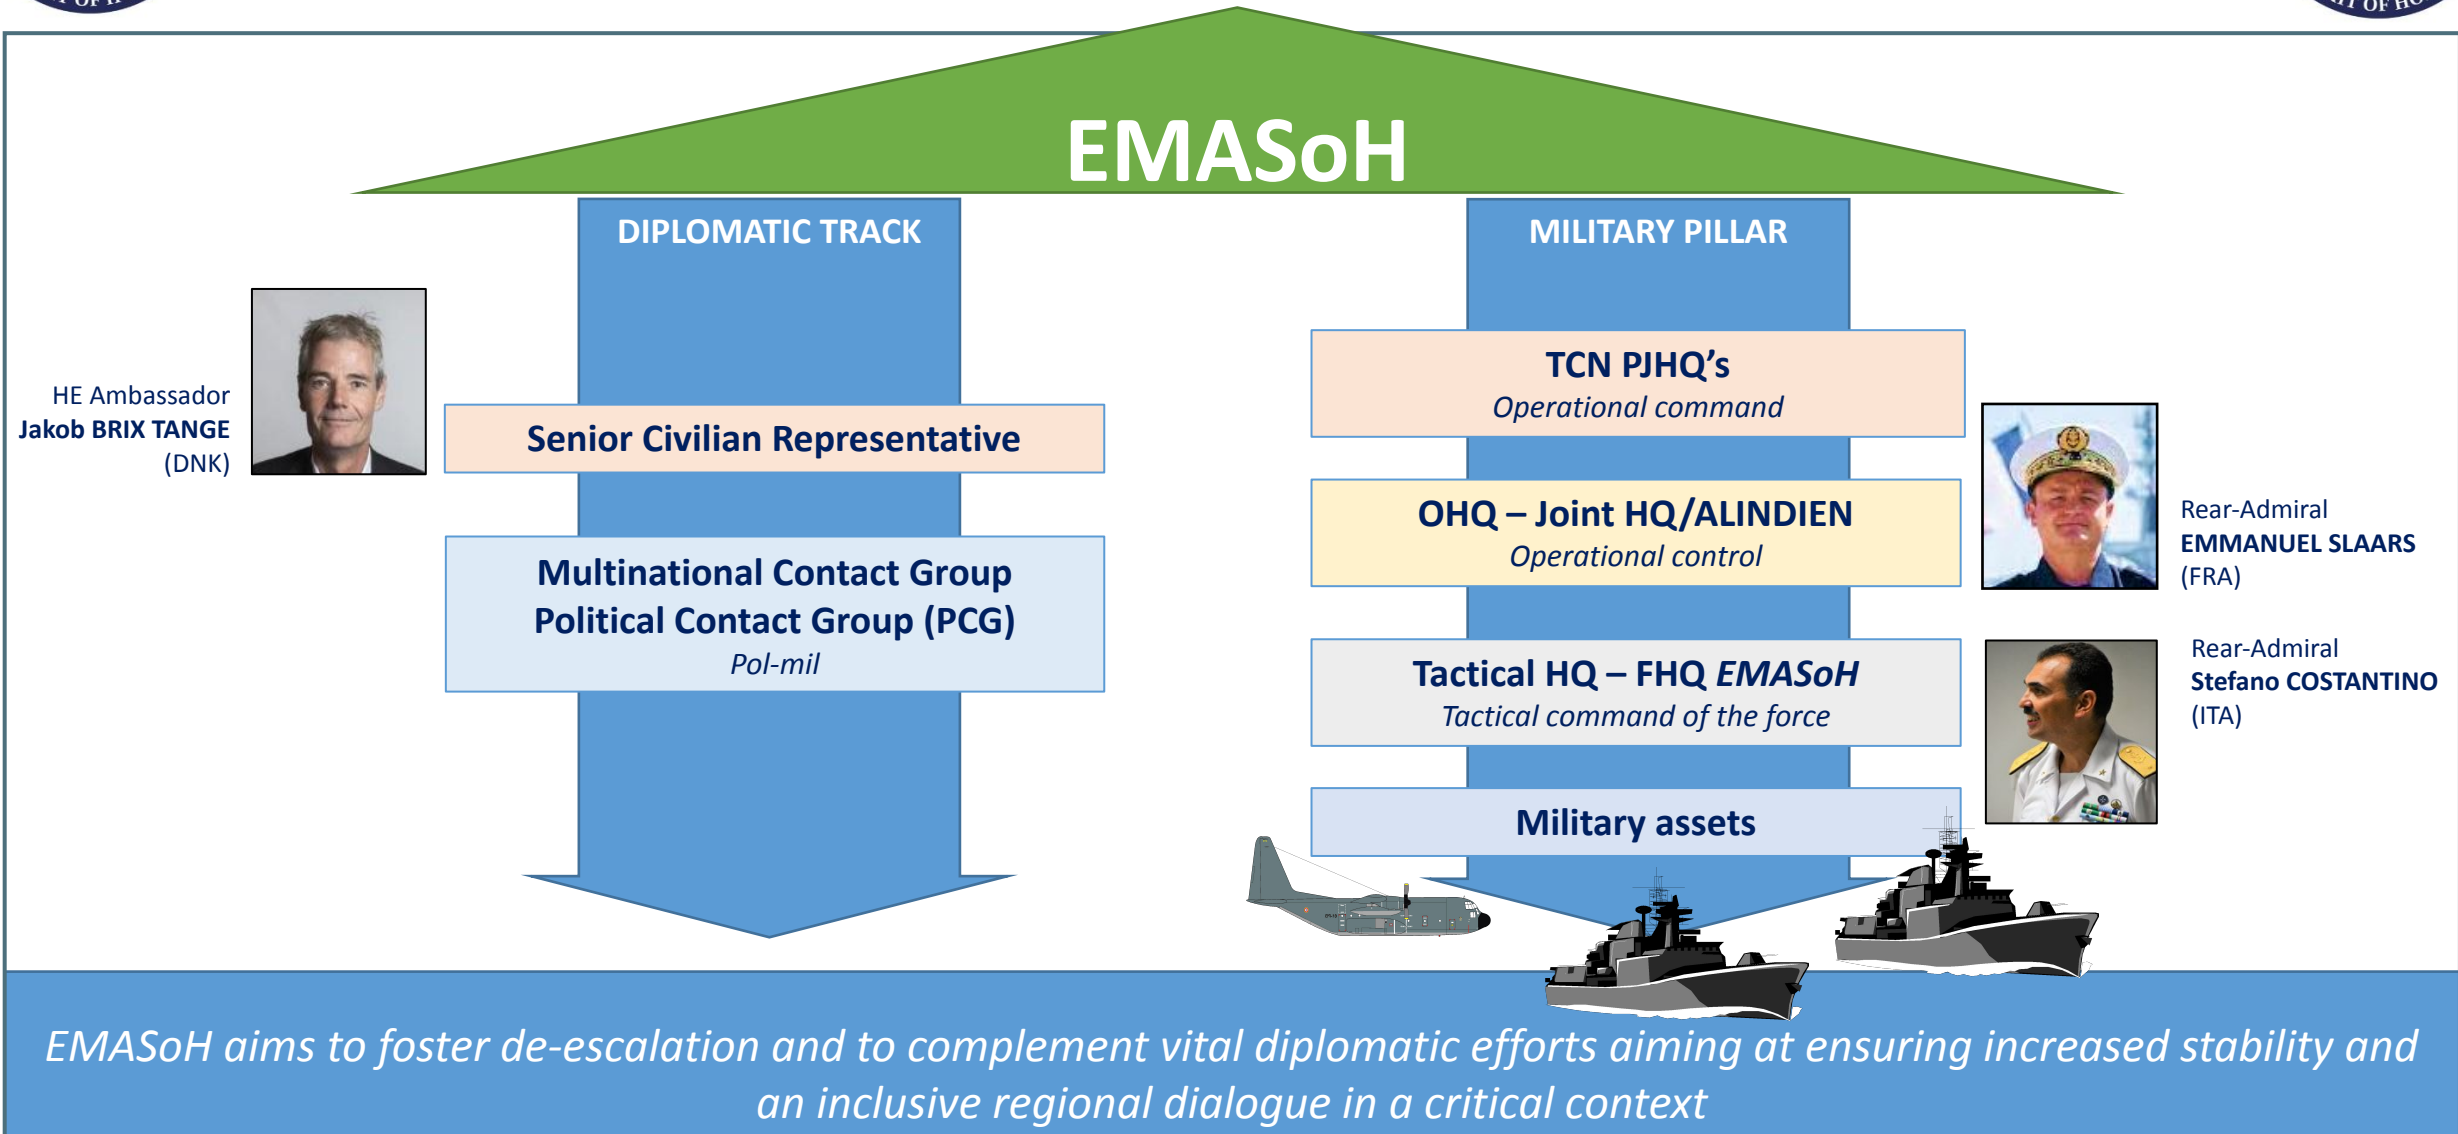 EMASoH
DIPLOMATIC TRACK
HE Ambassador
Jakob BRIX TANGE
(DNK)
Senior Civilian Representative
Multinational Contact Group
Political Contact Group (PCG)
Pol-mil
MILITARY PILLAR
TCN PJHQ’s
Operational command
OHQ – Joint HQ/ALINDIEN
Operational control
Rear-Admiral
EMMANUEL SLAARS
(FRA)
Tactical HQ – FHQ EMASoH
Tactical command of the force
Rear-Admiral
Stefano COSTANTINO
(ITA)
Military assets
EMASoH aims to foster de-escalation and to complement vital diplomatic efforts aiming at ensuring increased stability and
an inclusive regional dialogue in a critical context